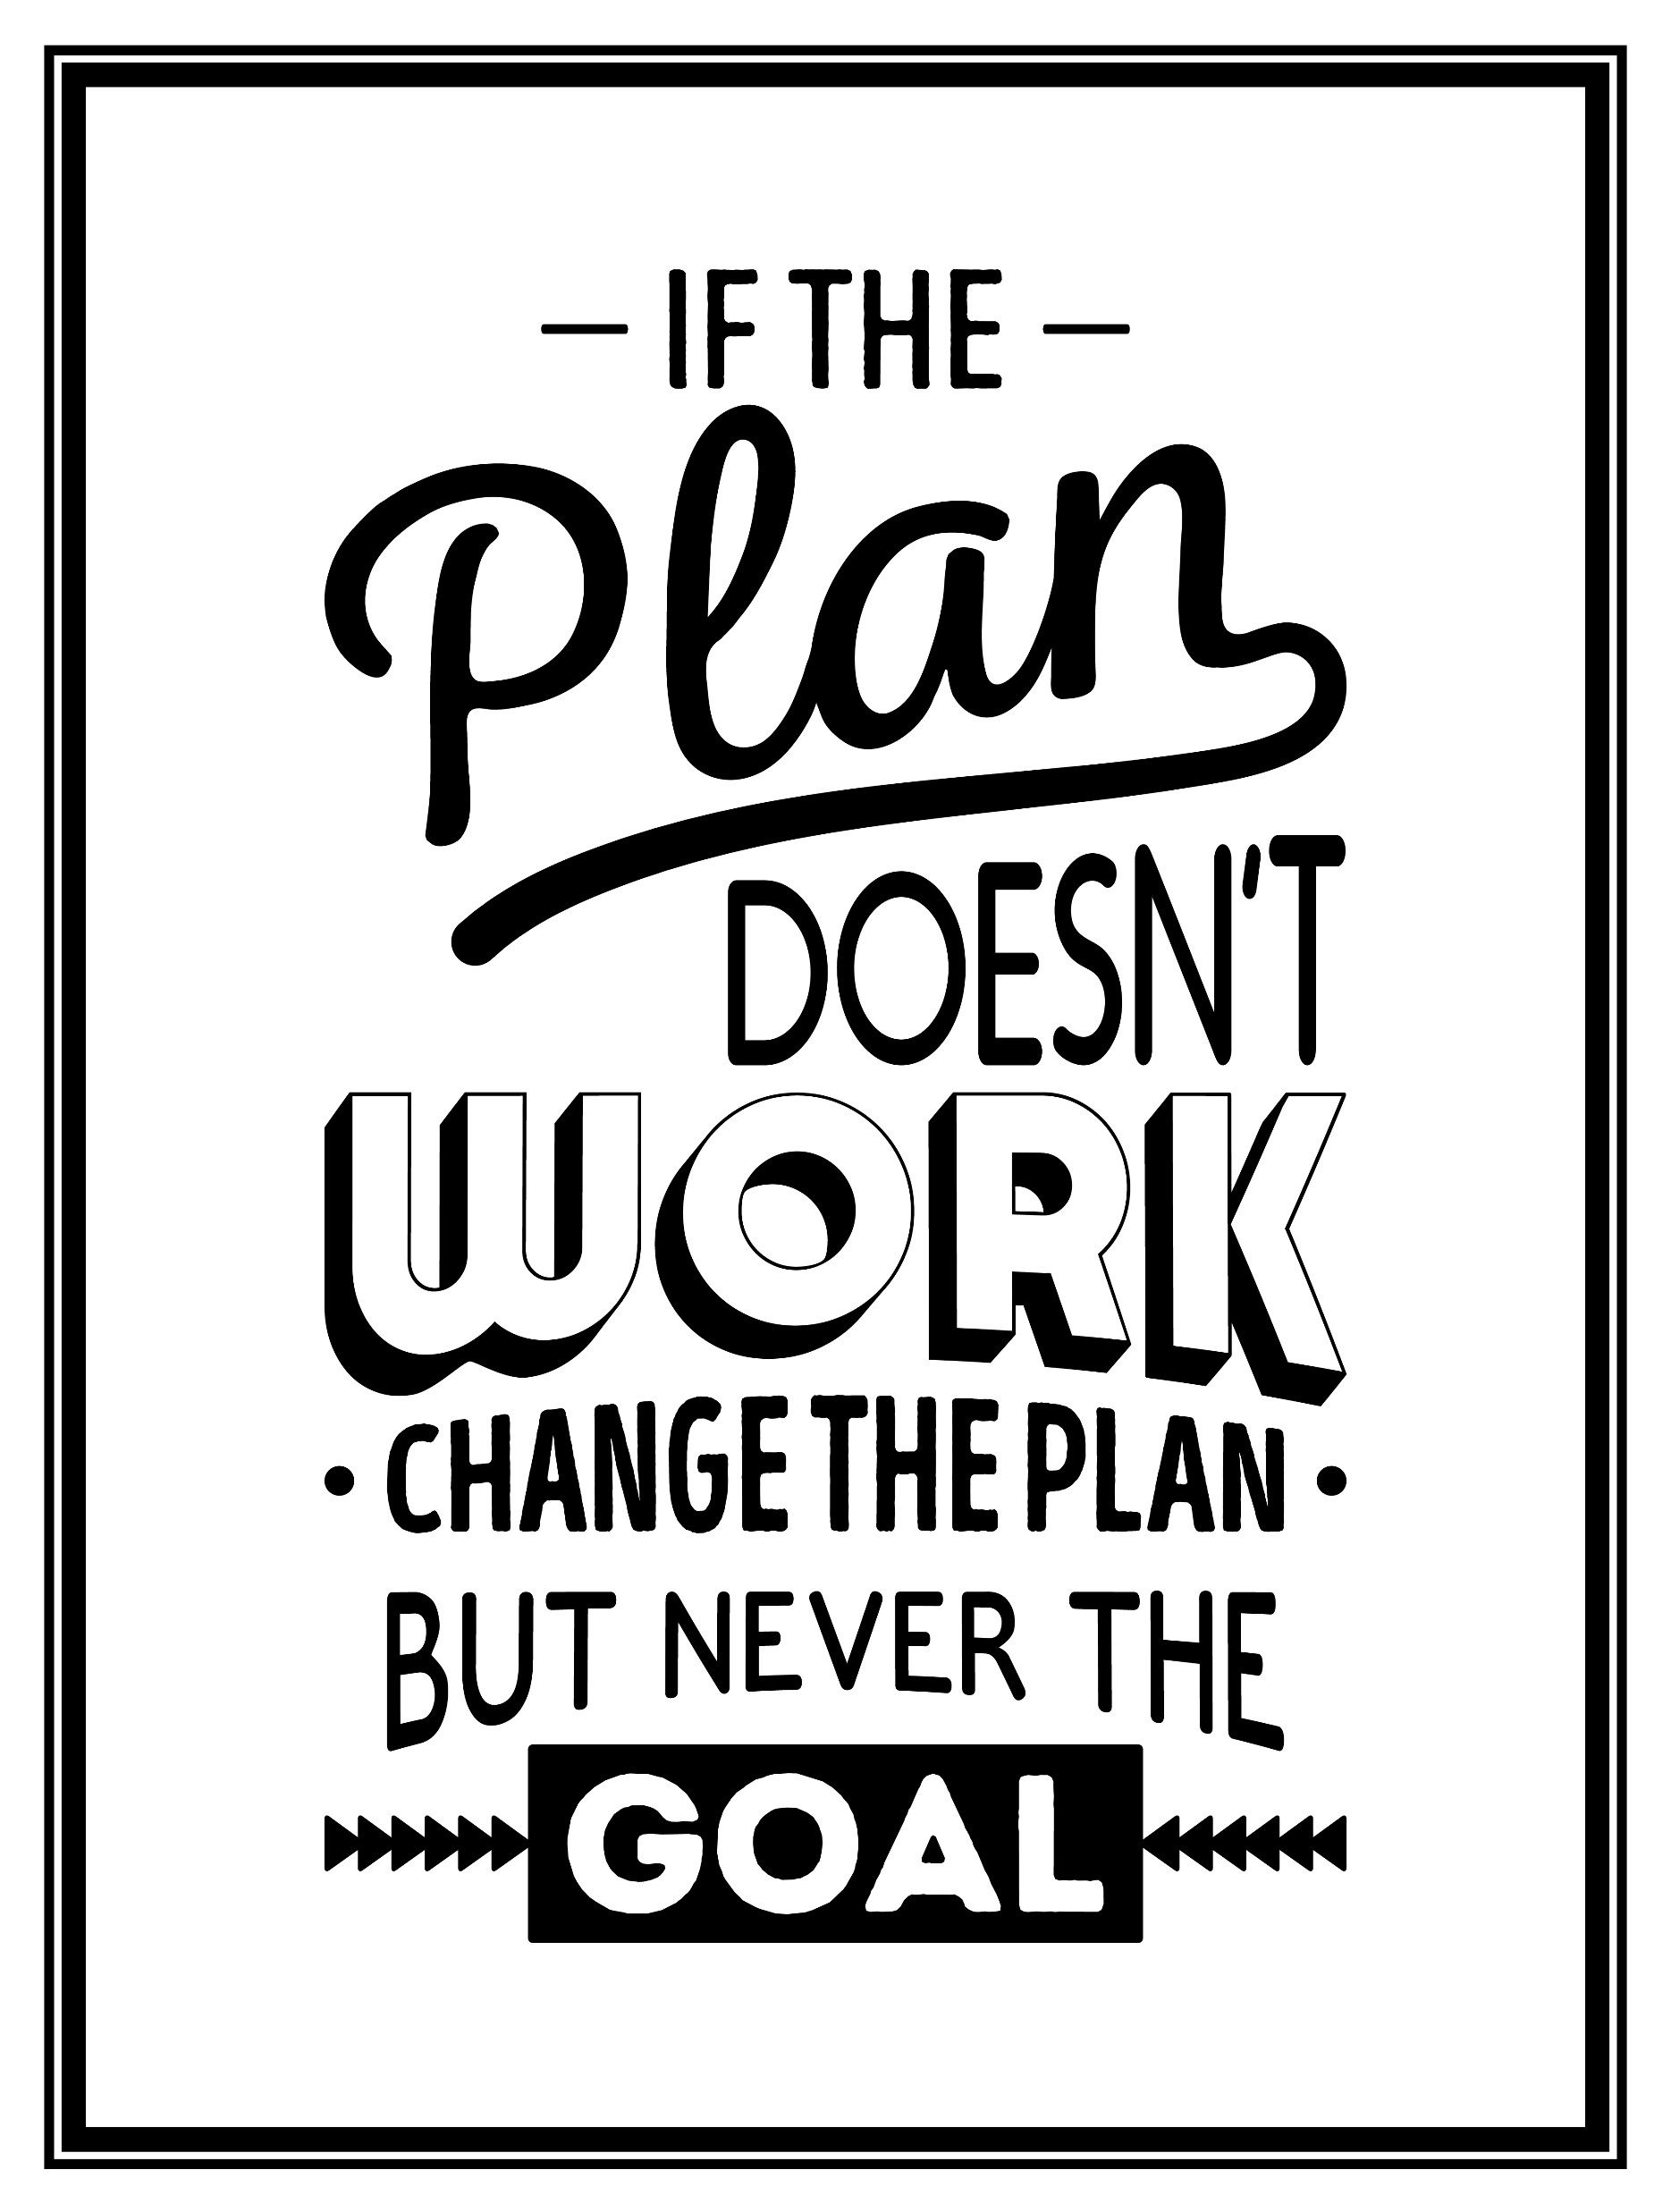 IF THE
Plan
DOESN'T
WORK
CHANGE THE PLAN
BUT NEVER THE
GOAL